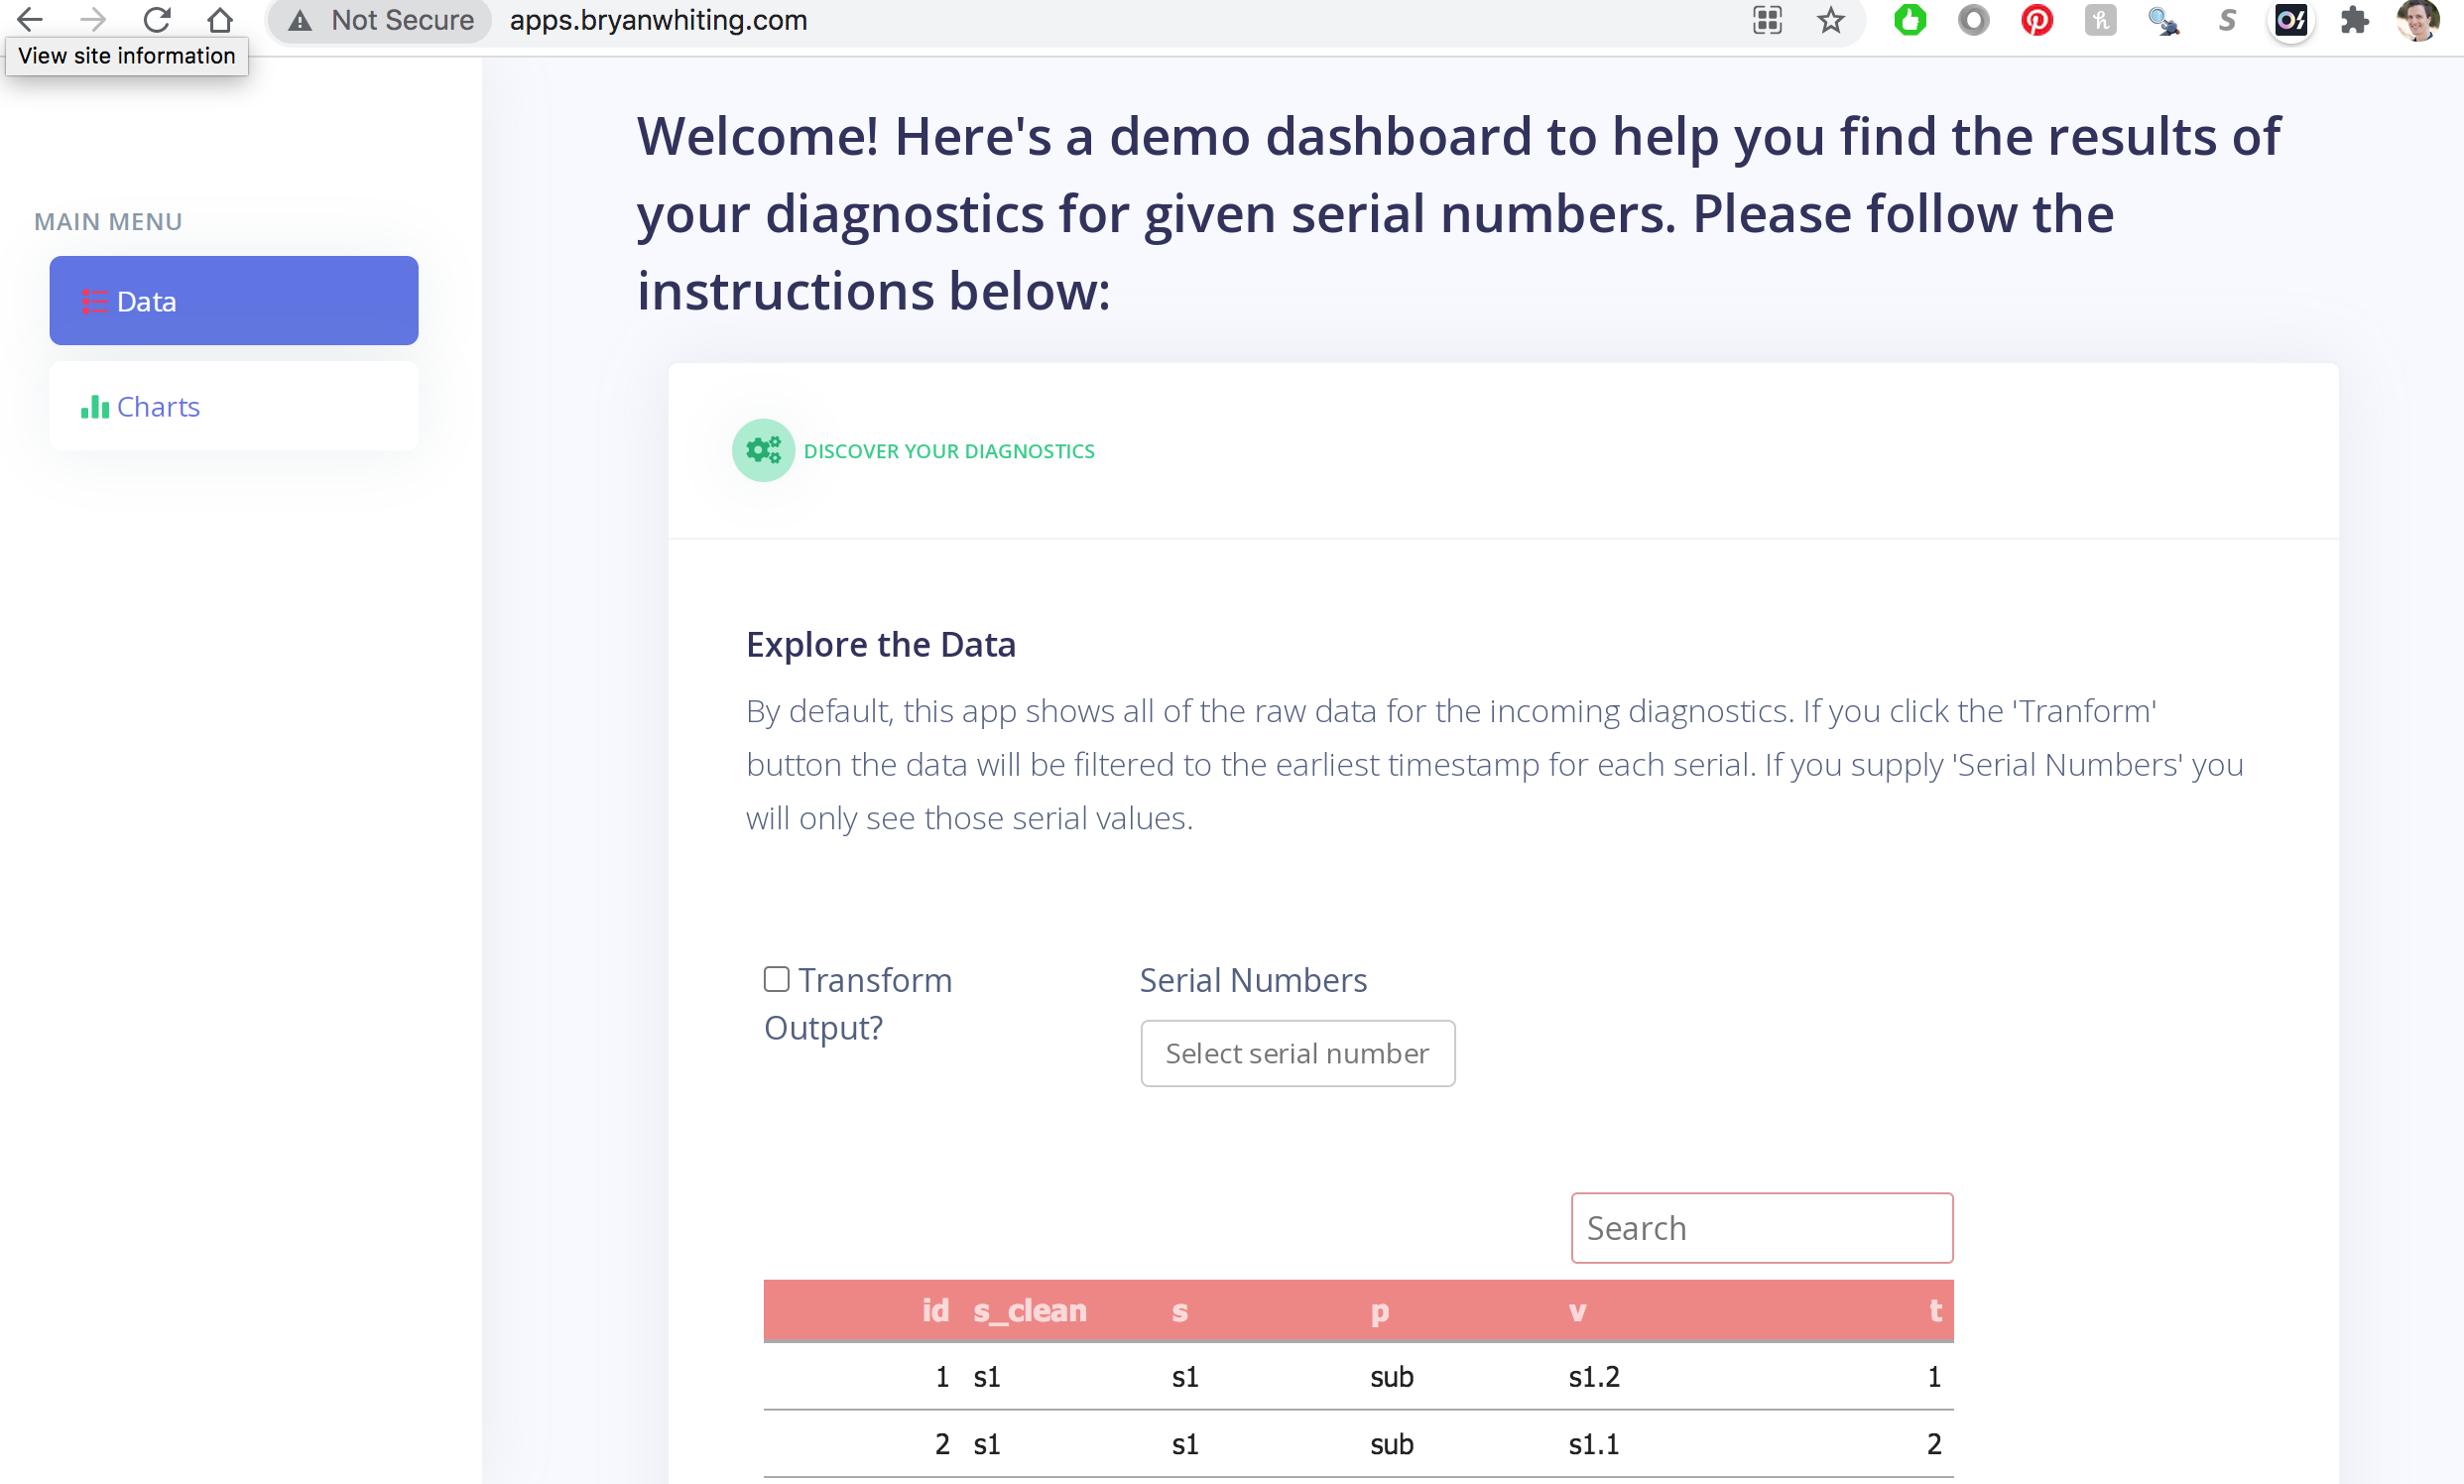 Not Secure apps.bryanwhiting.com
View site information
MAIN MENU
Data
Charts
Welcome! Here's a demo dashboard to help you find the results of
your diagnostics for given serial numbers. Please follow the
instructions below:
DISCOVER YOUR DIAGNOSTICS
Explore the Data
By default, this app shows all of the raw data for the incoming diagnostics. If you click the 'Tranform'
button the data will be filtered to the earliest timestamp for each serial. If you supply 'Serial Numbers' you
will only see those serial values.
Transform
Output?
Serial Numbers
Select serial number
Search
id s_clean s p v t
1 s1 s1 sub s1.2 1
2 s1 s1 sub s1.1 2